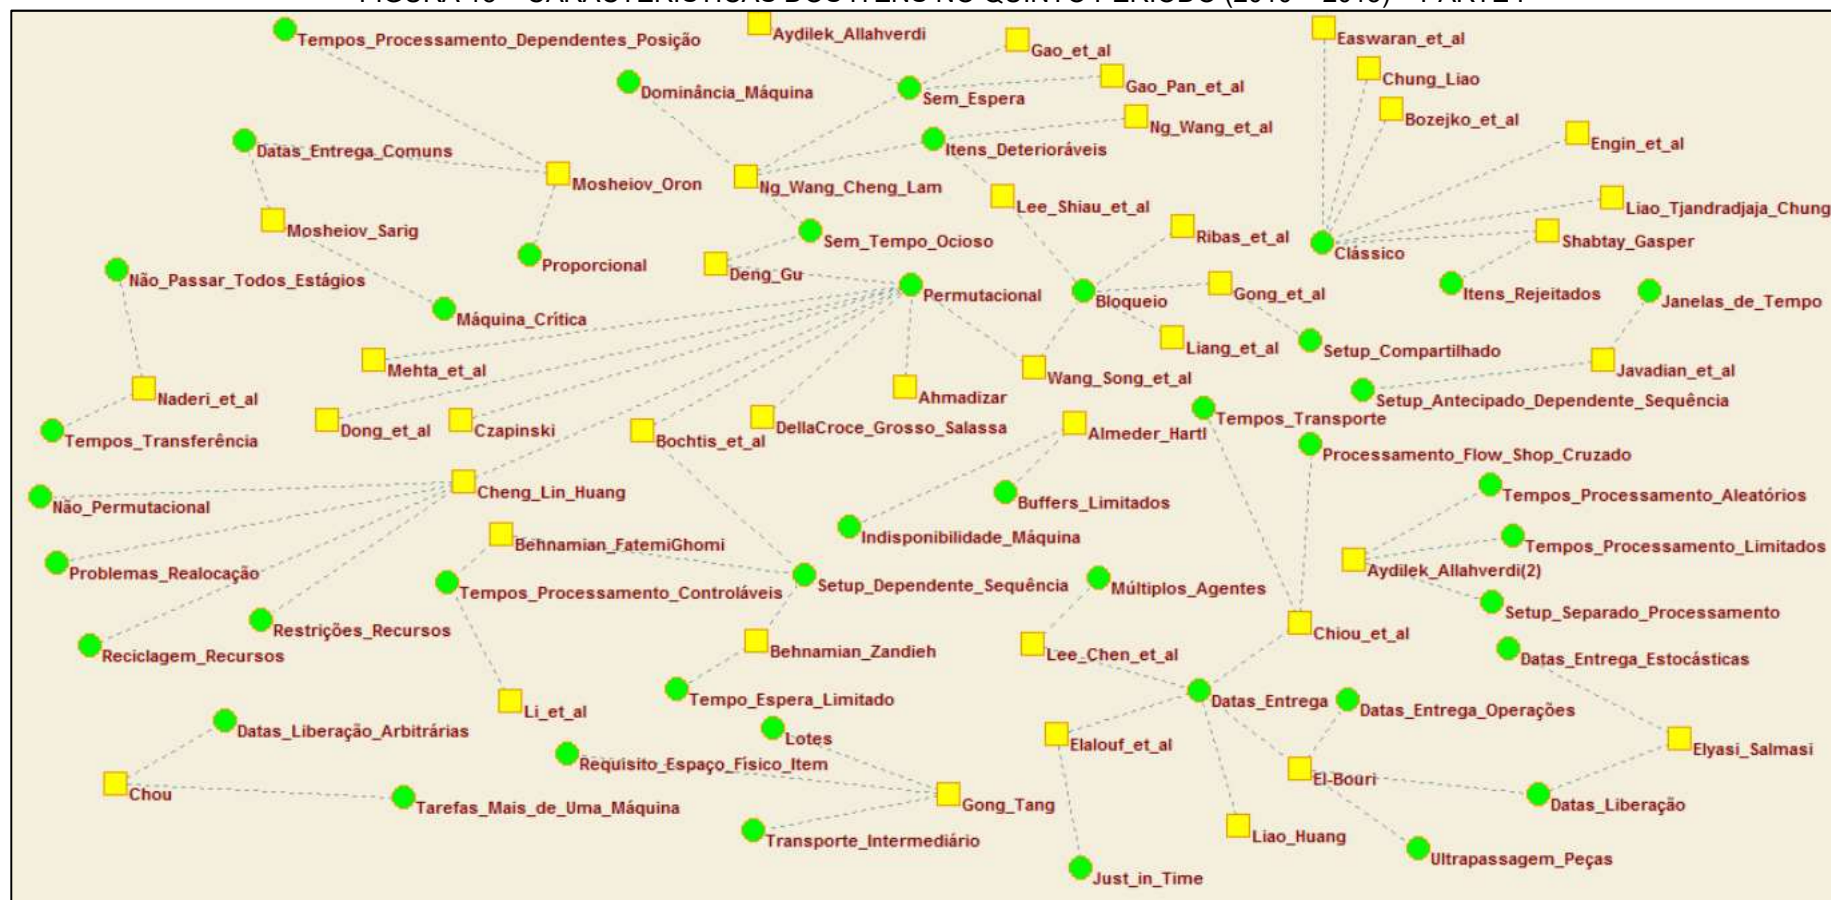 Tempos_Processamento_Dependentes_Posição
Aydilek_Allahverdi
Gao_et_al
Easwaran_et_al
Chung_Liao
Gao_Pan_et_al
Dominância_Máquina
Sem_Espera
Bozejko_et_al
Ng_Wang_et_al
Engin_et_al
Datas_Entrega_Comuns
Itens_Deterioráveis
Mosheiov_Oron
Ng_Wang_Cheng_Lam
Lee_Shiau_et_al
Liao_Tjandradjaja_Chung
Mosheiov_Sarig
Sem_Tempo_Ocioso
Ribas_et_al
Clássico
Shabtay_Gasper
Proporcional
Não_Passar_Todos_Estágios
Deng_Gu
Permutacional
Bloqueio
Gong_et_al
Itens_Rejeitados
Janelas_de_Tempo
Máquina_Crítica
Liang_et_al
Setup_Compartilhado
Mehta_et_al
Wang_Song_et_al
Javadian_et_al
Naderi_et_al
Ahmadizar
Setup_Antecipado_Dependente_Sequência
Tempos_Transporte
Tempos_Transferência
Dong_et_al
Czapinski
Bochtis_et_al
DellaCroce_Grosso_Salassa
Almeder_Hartl
Processamento_Flow_Shop_Cruzado
Cheng_Lin_Huang
Não_Permutacional
Buffers_Limitados
Tempos_Processamento_Aleatórios
Indisponibilidade_Máquina
Behnamian_FatemiGhomi
Tempos_Processamento_Limitados
Problemas_Realocação
Aydilek_Allahverdi(2)
Tempos_Processamento_Controláveis
Setup_Dependente_Sequência
Múltiplos_Agentes
Setup_Separado_Processamento
Restrições_Recursos
Chiou_et_al
Reciclagem_Recursos
Behnamian_Zandieh
Lee_Chen_et_al
Datas_Entrega_Estocásticas
Tempo_Espera_Limitado
Datas_Entrega
Datas_Entrega_Operações
Li_et_al
Datas_Liberação_Arbitrárias
Lotes
Elalouf_et_al
Elyasi_Salmasi
Requisito_Espaço_Físico_Item
El-Bouri
Chou
Tarefas_Mais_de_Uma_Máquina
Gong_Tang
Datas_Liberação
Transporte_Intermediário
Liao_Huang
Ultrapassagem_Peças
Just_in_Time